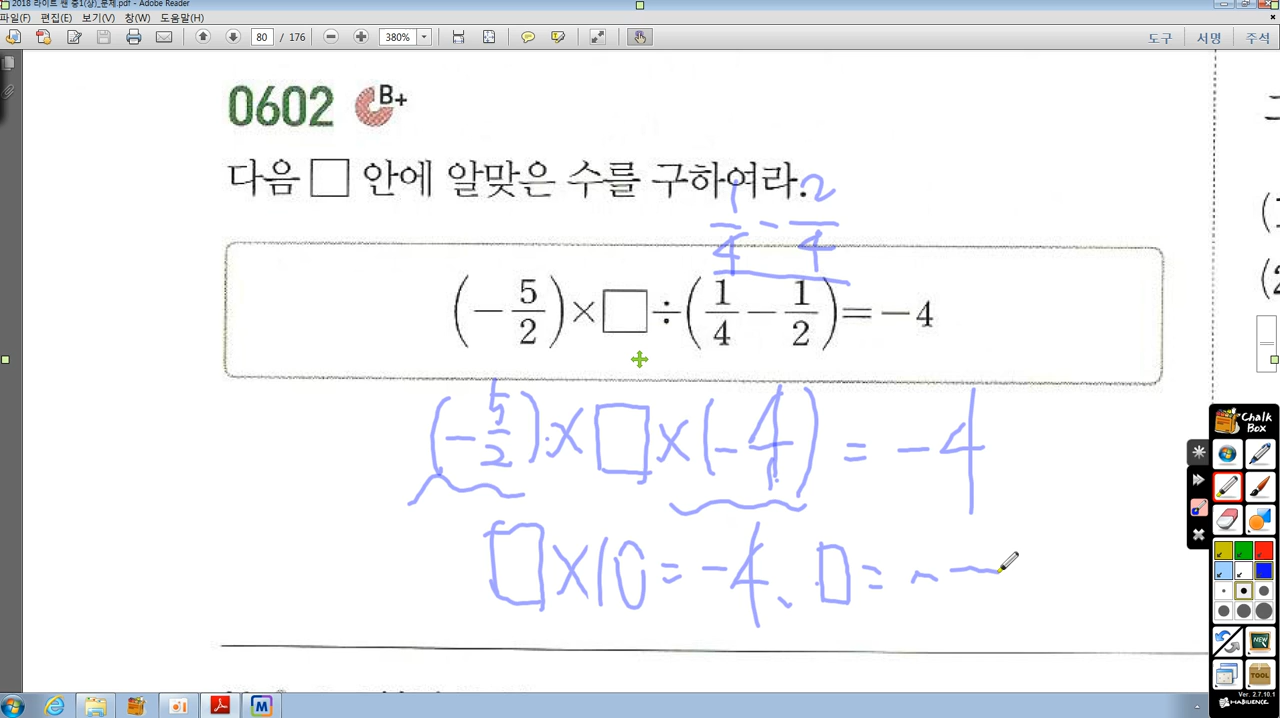 2018 라이트 쎈 중1(상)_문제.pdf - Adobe Reader
파일(F) 편집(E) 보기(V) 창(W) 도움말(H)
80 / 176 380% 도구 서명 주석
0602 B+
다음 □ 안에 알맞은 수를 구하여라.
1/4 - 2/4
(-5/2)×□÷(1/4-1/2)=-4
(-5/2)×□×(-4)=-4
□×10=-4, □=-
(1
(2
Chalk Box
NEW
TOOL
Ver. 2.7.10.1
HABILIENCE